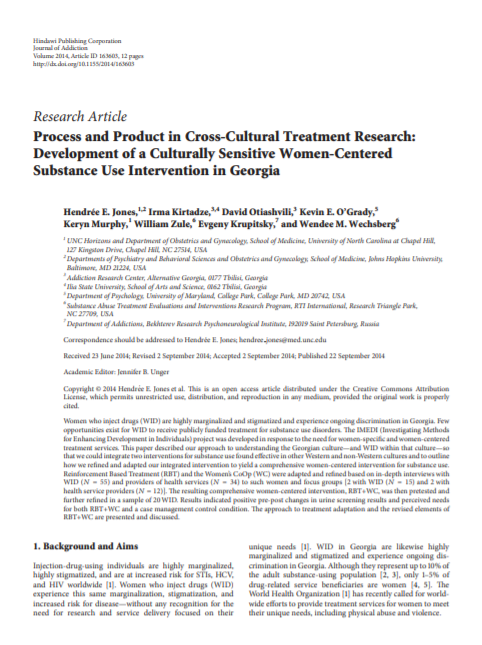 Hindawi Publishing Corporation
Journal of Addiction
Volume 2014, Article ID 163603, 12 pages
http://dx.doi.org/10.1155/2014/163603
Research Article
Process and Product in Cross-Cultural Treatment Research:
Development of a Culturally Sensitive Women-Centered
Substance Use Intervention in Georgia
Hendrée E. Jones,1,2 Irma Kirtadze,3,4 David Otiashvili,3 Kevin E. O'Grady,5
Keryn Murphy,1 William Zule,6 Evgeny Krupitsky,7 and Wendee M. Wechsberg6
1 UNC Horizons and Department of Obstetrics and Gynecology, School of Medicine, University of North Carolina at Chapel Hill,
127 Kingston Drive, Chapel Hill, NC 27514, USA
2 Departments of Psychiatry and Behavioral Sciences and Obstetrics and Gynecology, School of Medicine, Johns Hopkins University,
Baltimore, MD 21224, USA
3 Addiction Research Center, Alternative Georgia, 0177 Tbilisi, Georgia
4 Ilia State University, School of Arts and Science, 0162 Tbilisi, Georgia
5 Department of Psychology, University of Maryland, College Park, College Park, MD 20742, USA
6 Substance Abuse Treatment Evaluations and Interventions Research Program, RTI International, Research Triangle Park,
NC 27709, USA
7 Department of Addictions, Bekhterev Research Psychoneurological Institute, 192019 Saint Petersburg, Russia
Correspondence should be addressed to Hendrée E. Jones; hendree_jones@med.unc.edu
Received 23 June 2014; Revised 2 September 2014; Accepted 2 September 2014; Published 22 September 2014
Academic Editor: Jennifer B. Unger
Copyright © 2014 Hendrée E. Jones et al. This is an open access article distributed under the Creative Commons Attribution
License, which permits unrestricted use, distribution, and reproduction in any medium, provided the original work is properly
cited.
Women who inject drugs (WID) are highly marginalized and stigmatized and experience ongoing discrimination in Georgia. Few
opportunities exist for WID to receive publicly funded treatment for substance use disorders. The IMEDI (Investigating Methods
for Enhancing Development in Individuals) project was developed in response to the need for women-specific and women-centered
treatment services. This paper described our approach to understanding the Georgian culture—and WID within that culture—so
that we could integrate two interventions for substance use found effective in other Western and non-Western cultures and to outline
how we refined and adapted our integrated intervention to yield a comprehensive women-centered intervention for substance use.
Reinforcement Based Treatment (RBT) and the Women's CoOp (WC) were adapted and refined based on in-depth interviews with
WID (N = 55) and providers of health services (N = 34) to such women and focus groups [2 with WID (N = 15) and 2 with
health service providers (N = 12)]. The resulting comprehensive women-centered intervention, RBT+WC, was then pretested and
further refined in a sample of 20 WID. Results indicated positive pre-post changes in urine screening results and perceived needs
for both RBT+WC and a case management control condition. The approach to treatment adaptation and the revised elements of
RBT+WC are presented and discussed.
1. Background and Aims
Injection-drug-using individuals are highly marginalized,
highly stigmatized, and are at increased risk for STIs, HCV,
and HIV worldwide [1]. Women who inject drugs (WID)
experience this same marginalization, stigmatization, and
increased risk for disease—without any recognition for the
need for research and service delivery focused on their
unique needs [1]. WID in Georgia are likewise highly
marginalized and stigmatized and experience ongoing dis-
crimination in Georgia. Although they represent up to 10% of
the adult substance-using population [2, 3], only 1–5% of
drug-related service beneficiaries are women [4, 5]. The
World Health Organization [1] has recently called for world-
wide efforts to provide treatment services for women to meet
their unique needs, including physical abuse and violence.